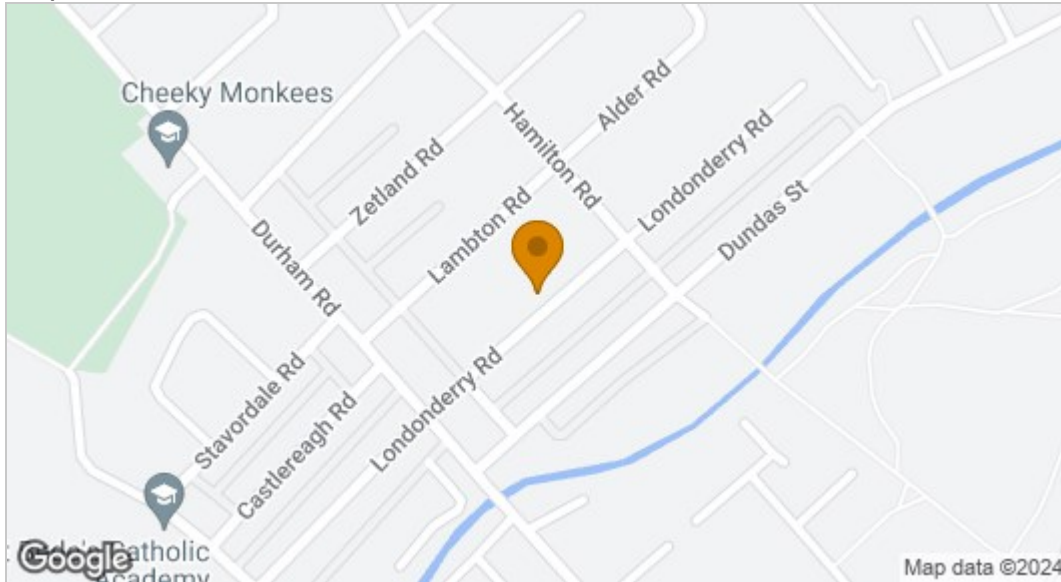 Cheeky Monkees
Alder Rd
Hamilton Rd
Londonderry Rd
Zetland Rd
Lambton Rd
Dundas St
Durham Rd
Londonderry Rd
Stavordale Rd
Castlereagh Rd
Catholic
Academy
Google
Map data ©2024